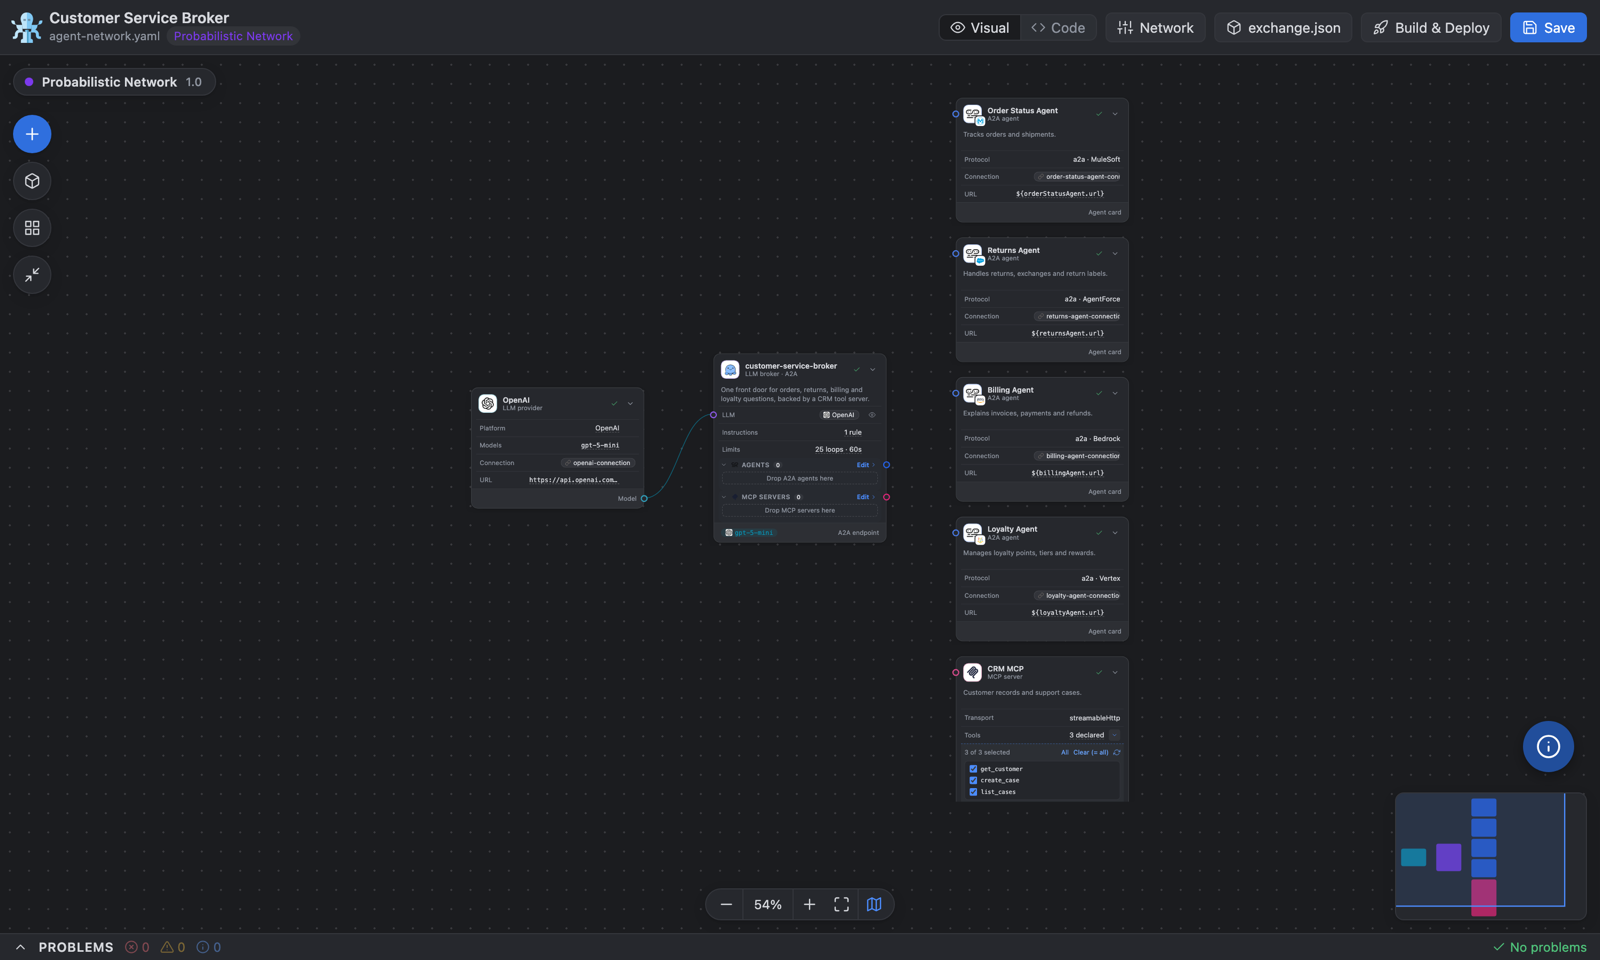 Customer Service Broker
agent-network.yaml Probabilistic Network
Visual
Code
Network
exchange.json
Build & Deploy
Save
Probabilistic Network 1.0
OpenAI
LLM provider
Platform OpenAI
Models gpt-5-mini
Connection openai-connection
URL https://api.openai.com…
Model
customer-service-broker
LLM broker · A2A
One front door for orders, returns, billing and
loyalty questions, backed by a CRM tool server.
LLM OpenAI
Instructions 1 rule
Limits 25 loops · 60s
AGENTS 0 Edit
Drop A2A agents here
MCP SERVERS 0 Edit
Drop MCP servers here
gpt-5-mini A2A endpoint
Order Status Agent
A2A agent
Tracks orders and shipments.
Protocol a2a · MuleSoft
Connection order-status-agent-con
URL ${orderStatusAgent.url}
Agent card
Returns Agent
A2A agent
Handles returns, exchanges and return labels.
Protocol a2a · AgentForce
Connection returns-agent-connectic
URL ${returnsAgent.url}
Agent card
Billing Agent
A2A agent
Explains invoices, payments and refunds.
Protocol a2a · Bedrock
Connection billing-agent-connection
URL ${billingAgent.url}
Agent card
Loyalty Agent
A2A agent
Manages loyalty points, tiers and rewards.
Protocol a2a · Vertex
Connection loyalty-agent-connectio
URL ${loyaltyAgent.url}
Agent card
CRM MCP
MCP server
Customer records and support cases.
Transport streamableHttp
Tools 3 declared
3 of 3 selected All Clear (= all)
get_customer
create_case
list_cases
54%
PROBLEMS 0 0 0
No problems